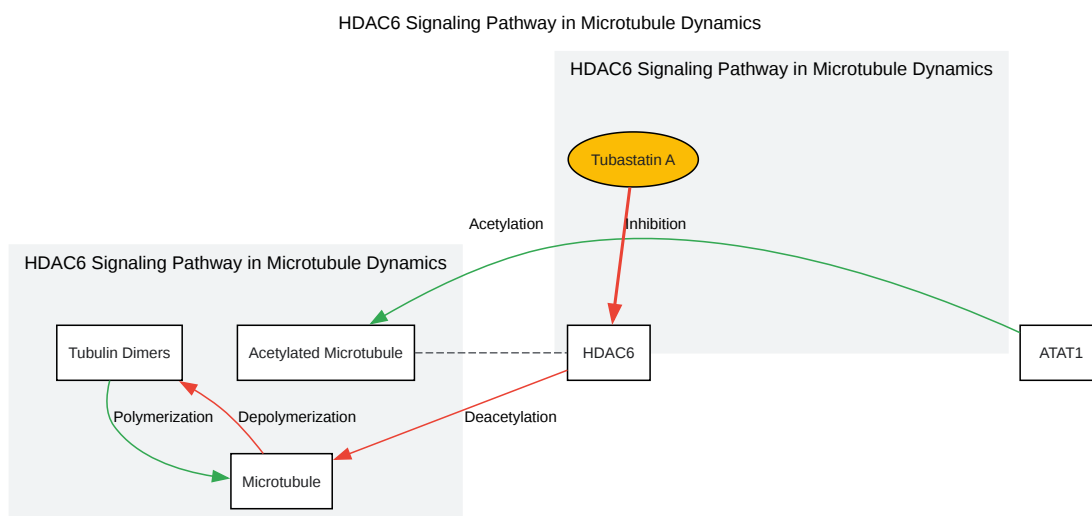 HDAC6 Signaling Pathway in Microtubule Dynamics
HDAC6 Signaling Pathway in Microtubule Dynamics
Tubastatin A
Acetylation
Inhibition
HDAC6 Signaling Pathway in Microtubule Dynamics
Tubulin Dimers
Acetylated Microtubule
HDAC6
ATAT1
Polymerization
Depolymerization
Deacetylation
Microtubule